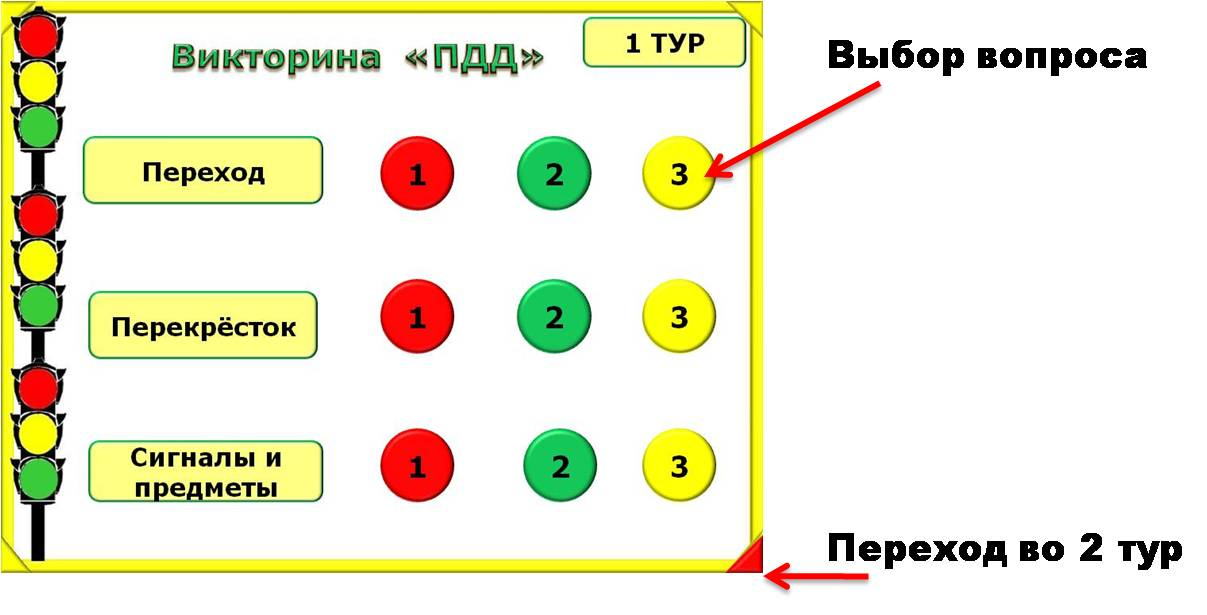 Викторина «ПДД»
1 ТУР
Выбор вопроса
Переход
1
2
3
Перекрёсток
1
2
3
Сигналы и
предметы
1
2
3
Переход во 2 тур